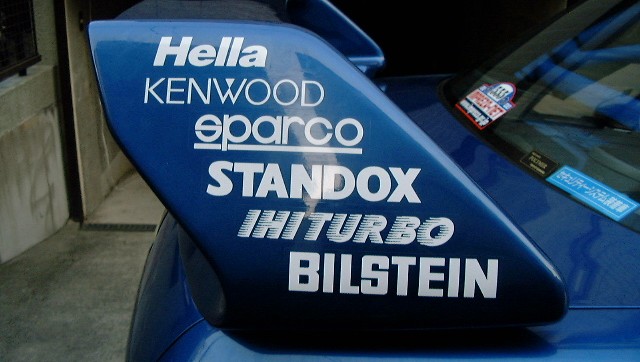 Hella
KENWOOD
sparco
STANDOX
IHITURBO
BILSTEIN